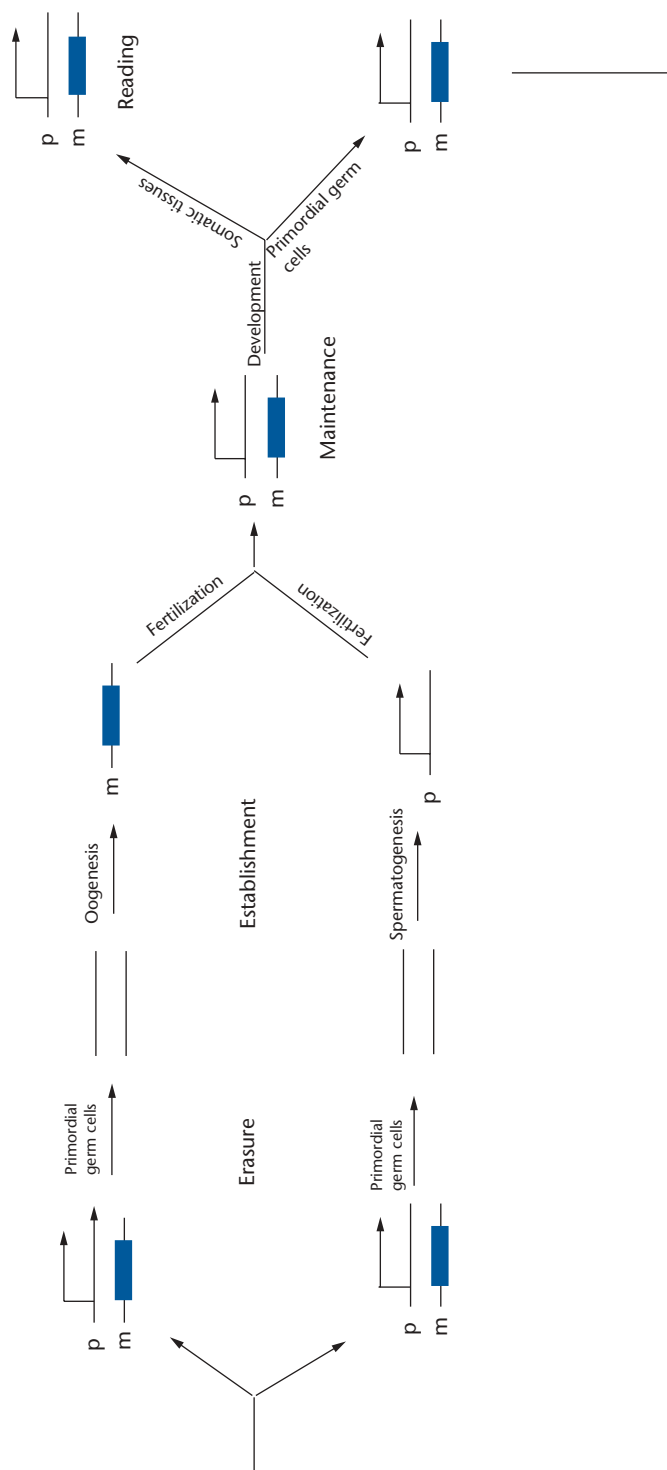 p
m
Primordial
germ cells
Oogenesis
m
Fertilization
Erasure
Establishment
p
m
Primordial
germ cells
Spermatogenesis
p
Fertilization
p
m
Maintenance
Development
Somatic tissues
p
m
Reading
Primordial germ
cells
p
m